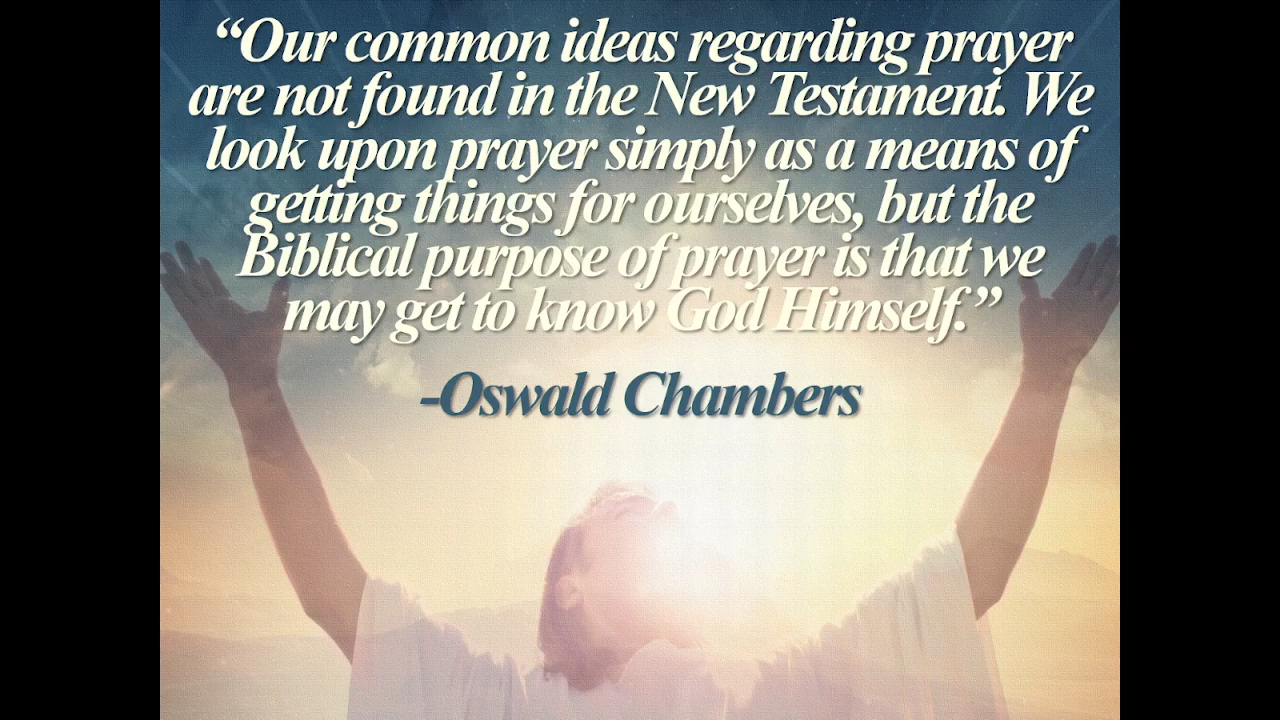 “Our common ideas regarding prayer
are not found in the New Testament. We
look upon prayer simply as a means of
getting things for ourselves, but the
Biblical purpose of prayer is that we
may get to know God Himself.”
-Oswald Chambers